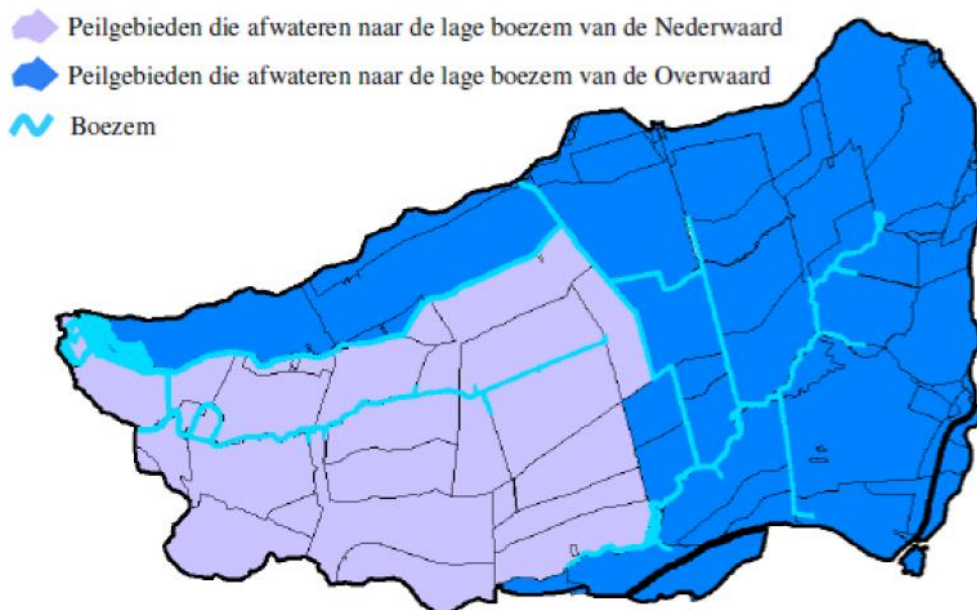 Peilgebieden die afwateren naar de lage boezem van de Nederwaard
Peilgebieden die afwateren naar de lage boezem van de Overwaard
Boezem